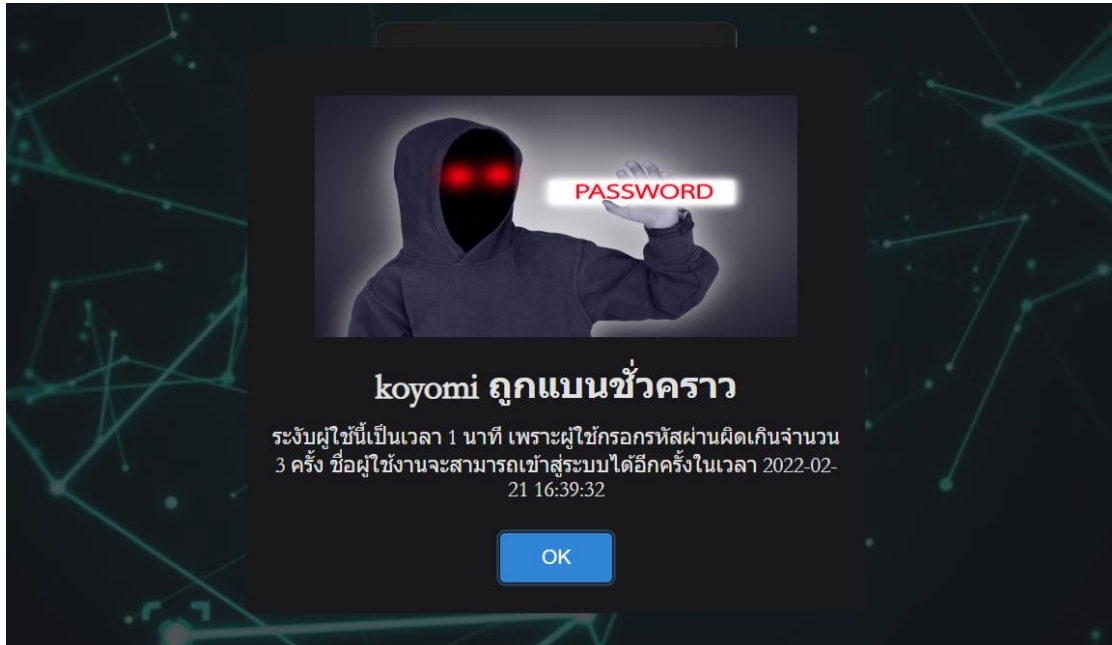 PASSWORD
koyomi ถูกแบนชั่วคราว
ระงับผู้ใช้นี้เป็นเวลา 1 นาที เพราะผู้ใช้กรอกรหัสผ่านผิดเกินจำนวน
3 ครั้ง ชื่อผู้ใช้งานจะสามารถเข้าสู่ระบบได้อีกครั้งในเวลา 2022-02-
21 16:39:32
OK